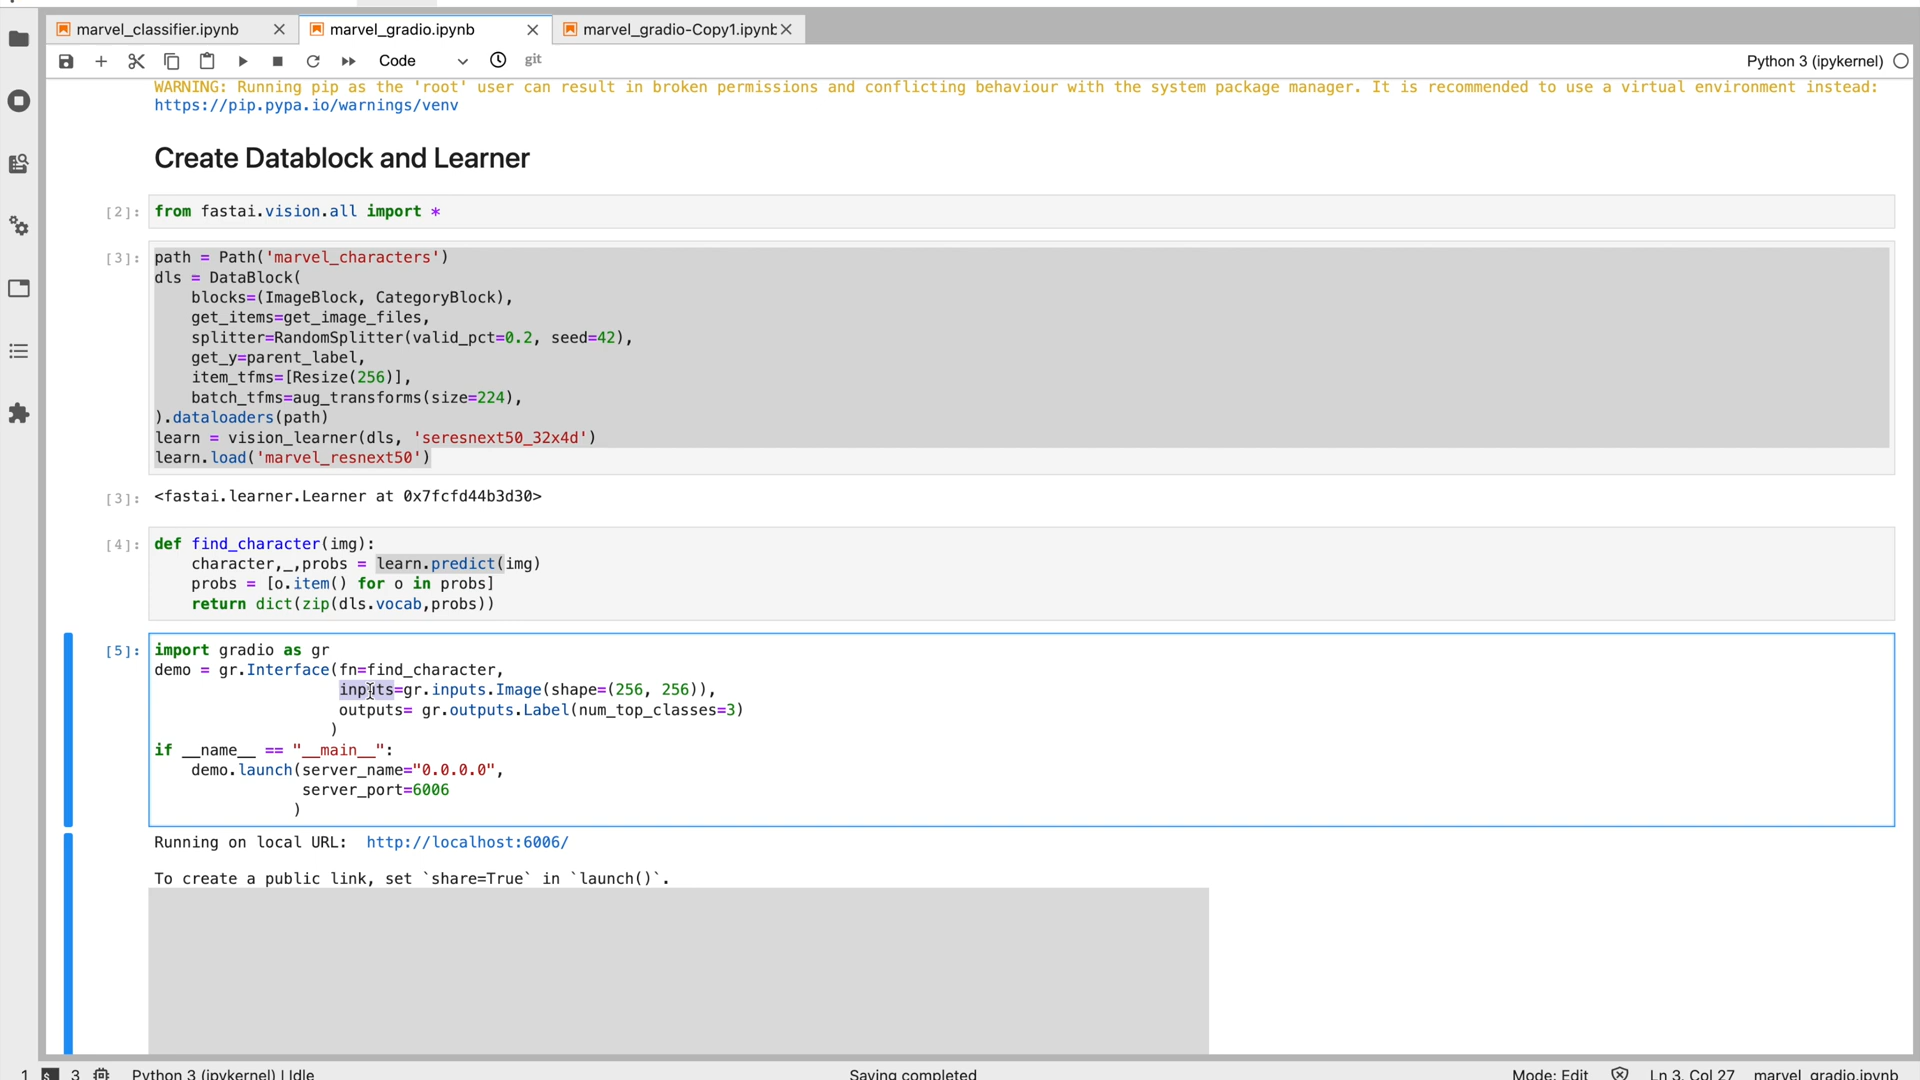 marvel_classifier.ipynb
marvel_gradio.ipynb
marvel_gradio-Copy1.ipynb
Code
git
Python 3 (ipykernel)
WARNING: Running pip as the 'root' user can result in broken permissions and conflicting behaviour with the system package manager. It is recommended to use a virtual environment instead:
https://pip.pypa.io/warnings/venv
Create Datablock and Learner
[2]: from fastai.vision.all import *
[3]: path = Path('marvel_characters')
dls = DataBlock(
    blocks=(ImageBlock, CategoryBlock),
    get_items=get_image_files,
    splitter=RandomSplitter(valid_pct=0.2, seed=42),
    get_y=parent_label,
    item_tfms=[Resize(256)],
    batch_tfms=aug_transforms(size=224),
).dataloaders(path)
learn = vision_learner(dls, 'seresnext50_32x4d')
learn.load('marvel_resnext50')
[3]: <fastai.learner.Learner at 0x7fcfd44b3d30>
[4]: def find_character(img):
    character,_,probs = learn.predict(img)
    probs = [o.item() for o in probs]
    return dict(zip(dls.vocab,probs))
[5]: import gradio as gr
demo = gr.Interface(fn=find_character,
                    inputs=gr.inputs.Image(shape=(256, 256)),
                    outputs= gr.outputs.Label(num_top_classes=3)
                   )
if __name__ == "__main__":
    demo.launch(server_name="0.0.0.0",
                server_port=6006
               )
Running on local URL:  http://localhost:6006/
To create a public link, set `share=True` in `launch()`.
1 $_ 3 Python 3 (ipykernel) | Idle
Saving completed
Mode: Edit
Ln 3, Col 27
marvel_gradio.ipynb